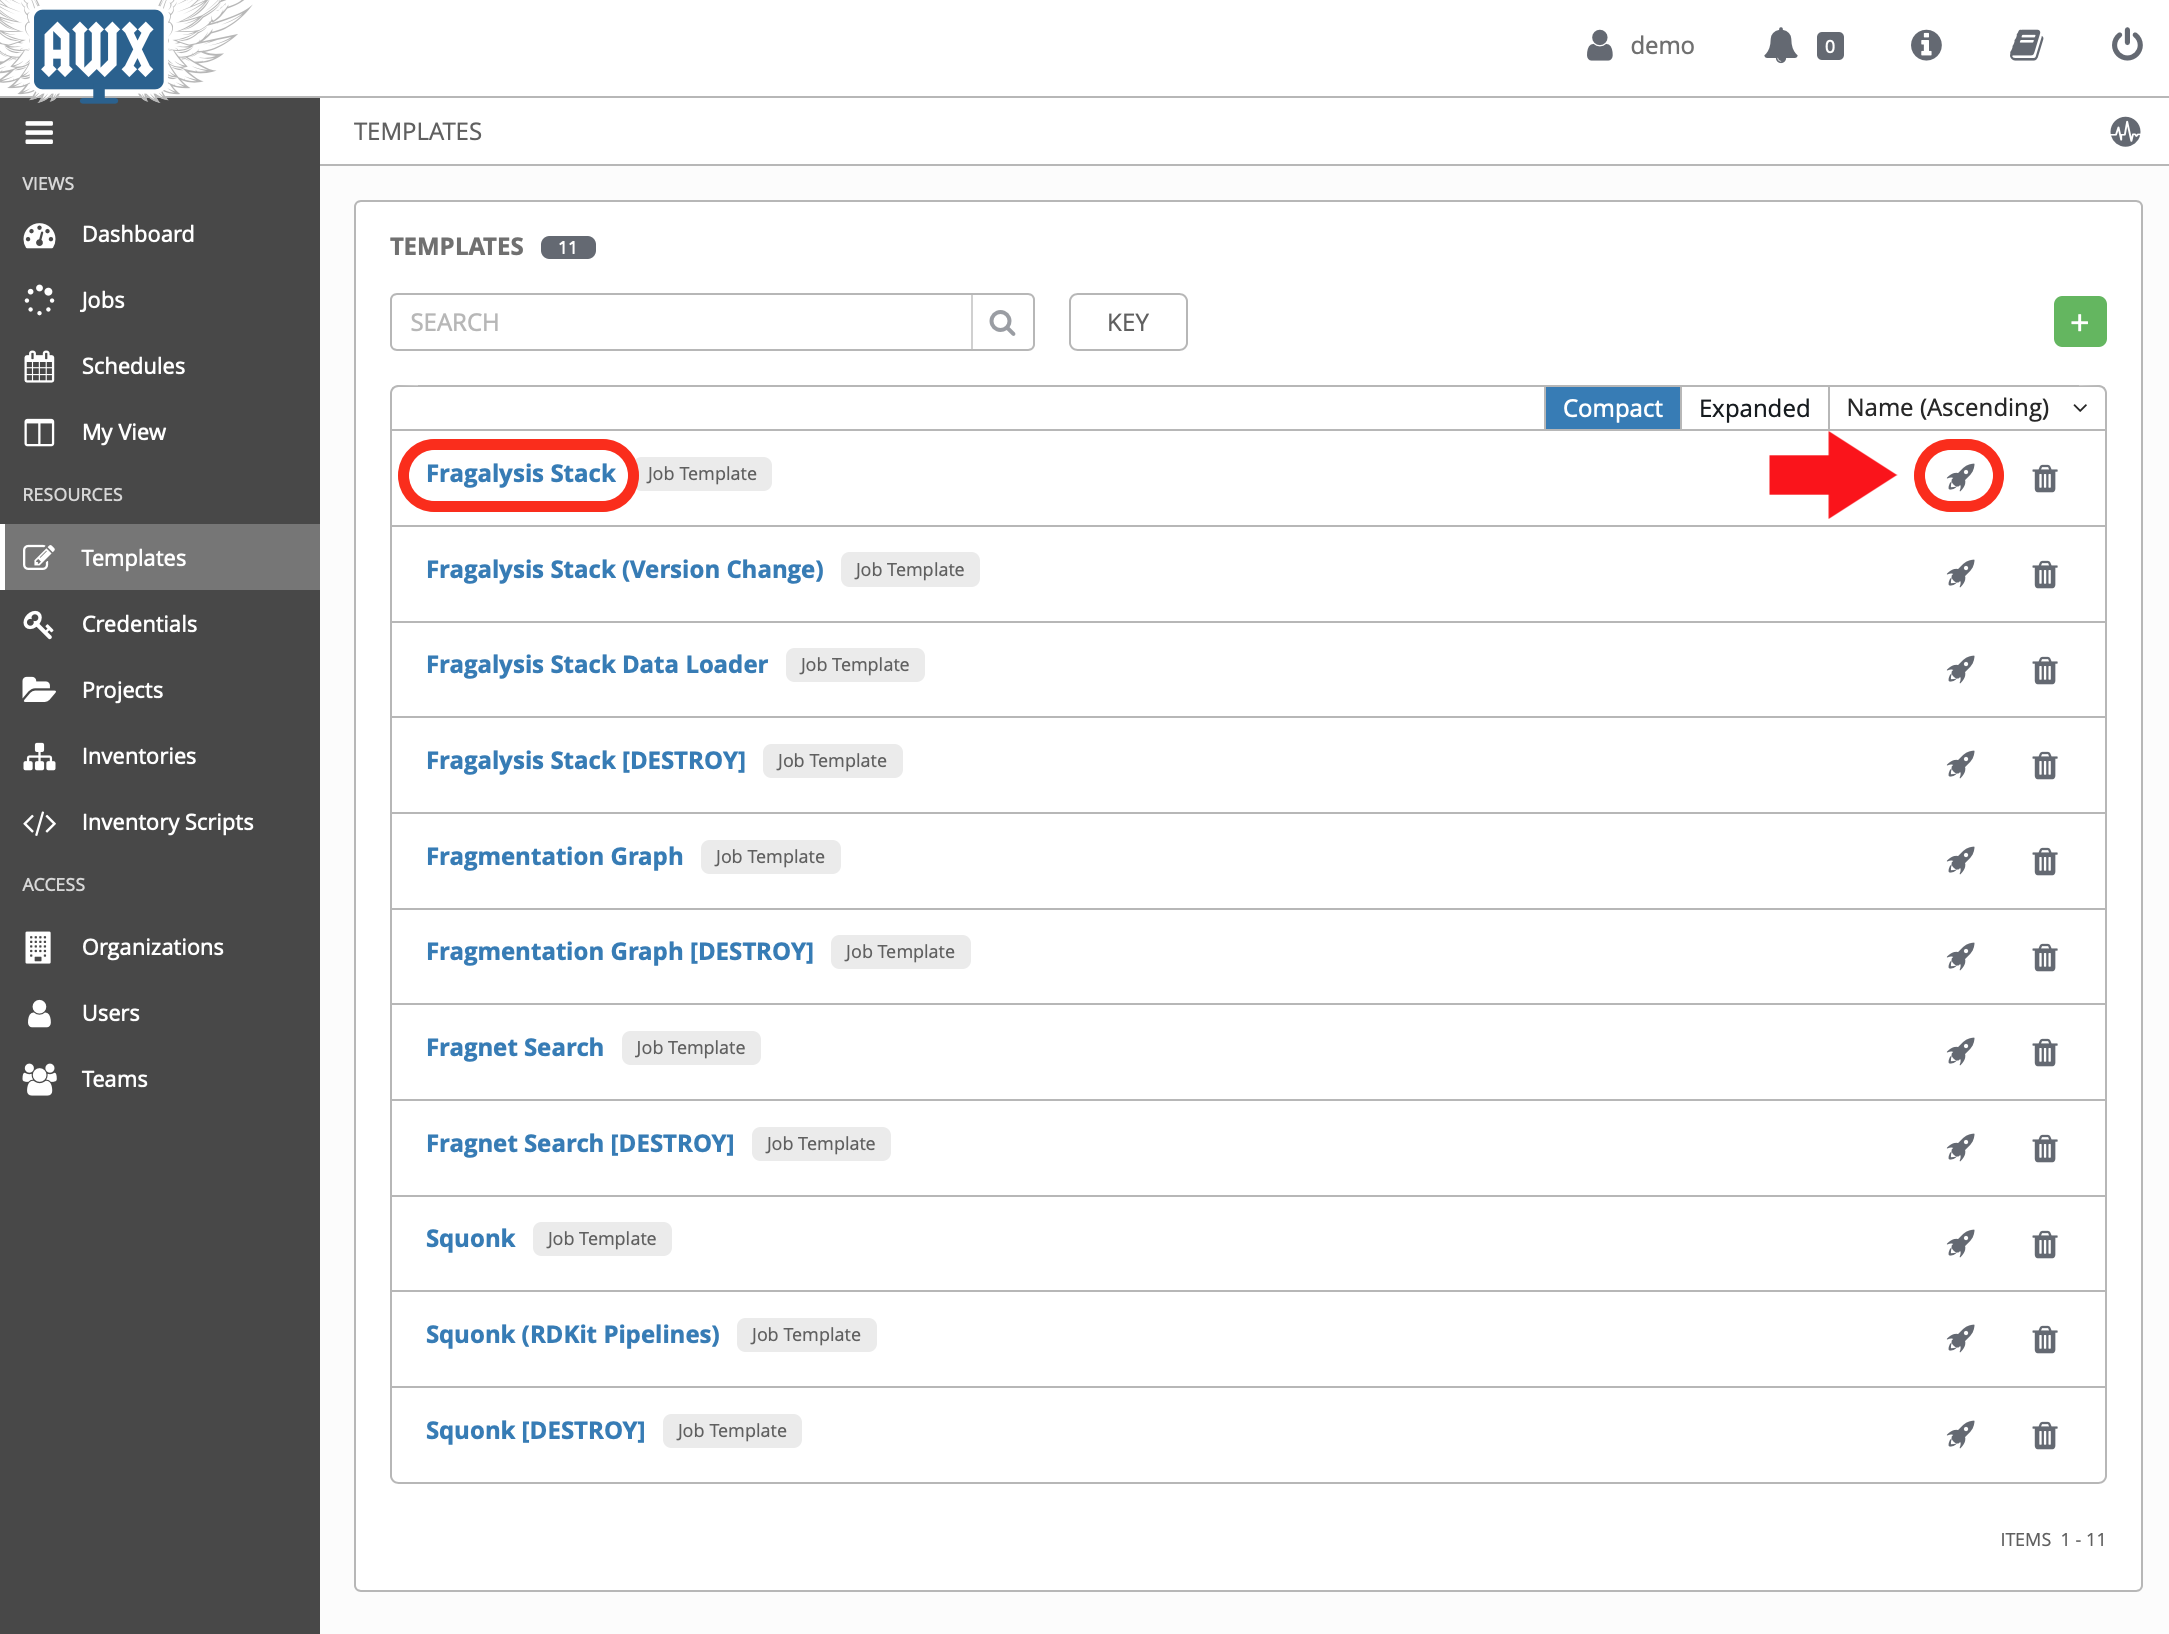 AWX
demo
0
TEMPLATES
VIEWS
Dashboard
Jobs
Schedules
My View
RESOURCES
Templates
Credentials
Projects
Inventories
Inventory Scripts
ACCESS
Organizations
Users
Teams
TEMPLATES 11
SEARCH
KEY
+
Compact Expanded Name (Ascending)
Fragalysis Stack Job Template
Fragalysis Stack (Version Change) Job Template
Fragalysis Stack Data Loader Job Template
Fragalysis Stack [DESTROY] Job Template
Fragmentation Graph Job Template
Fragmentation Graph [DESTROY] Job Template
Fragnet Search Job Template
Fragnet Search [DESTROY] Job Template
Squonk Job Template
Squonk (RDKit Pipelines) Job Template
Squonk [DESTROY] Job Template
ITEMS 1 - 11